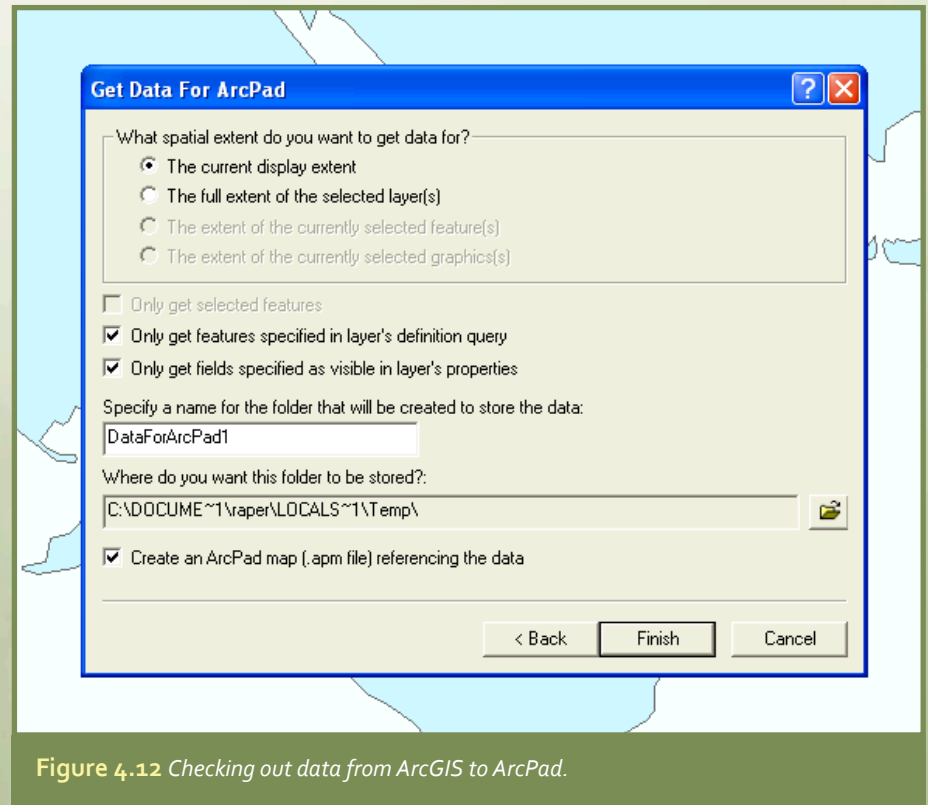 Get Data For ArcPad
What spatial extent do you want to get data for?
The current display extent
The full extent of the selected layer(s)
The extent of the currently selected feature(s)
The extent of the currently selected graphics(s)
Only get selected features
Only get features specified in layer's definition query
Only get fields specified as visible in layer's properties
Specify a name for the folder that will be created to store the data:
DataForArcPad1
Where do you want this folder to be stored?:
C:\DOCUME~1\raper\LOCALS~1\Temp\
Create an ArcPad map (.apm file) referencing the data
< Back Finish Cancel
Figure 4.12 Checking out data from ArcGIS to ArcPad.